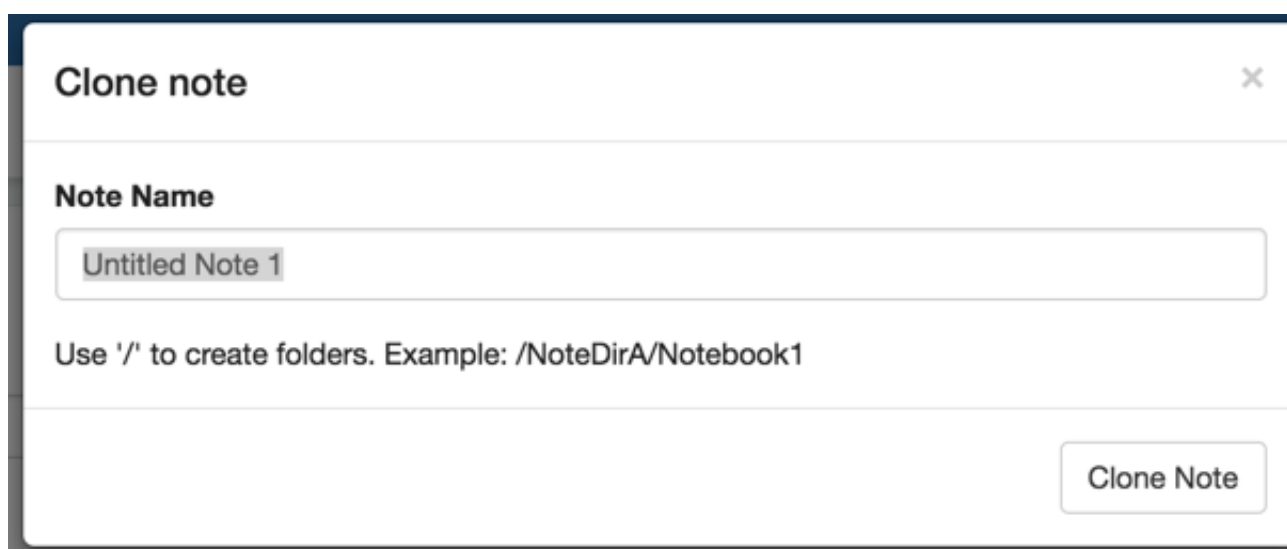 Clone note
×
Note Name
Untitled Note 1
Use '/' to create folders. Example: /NoteDirA/Notebook1
Clone Note